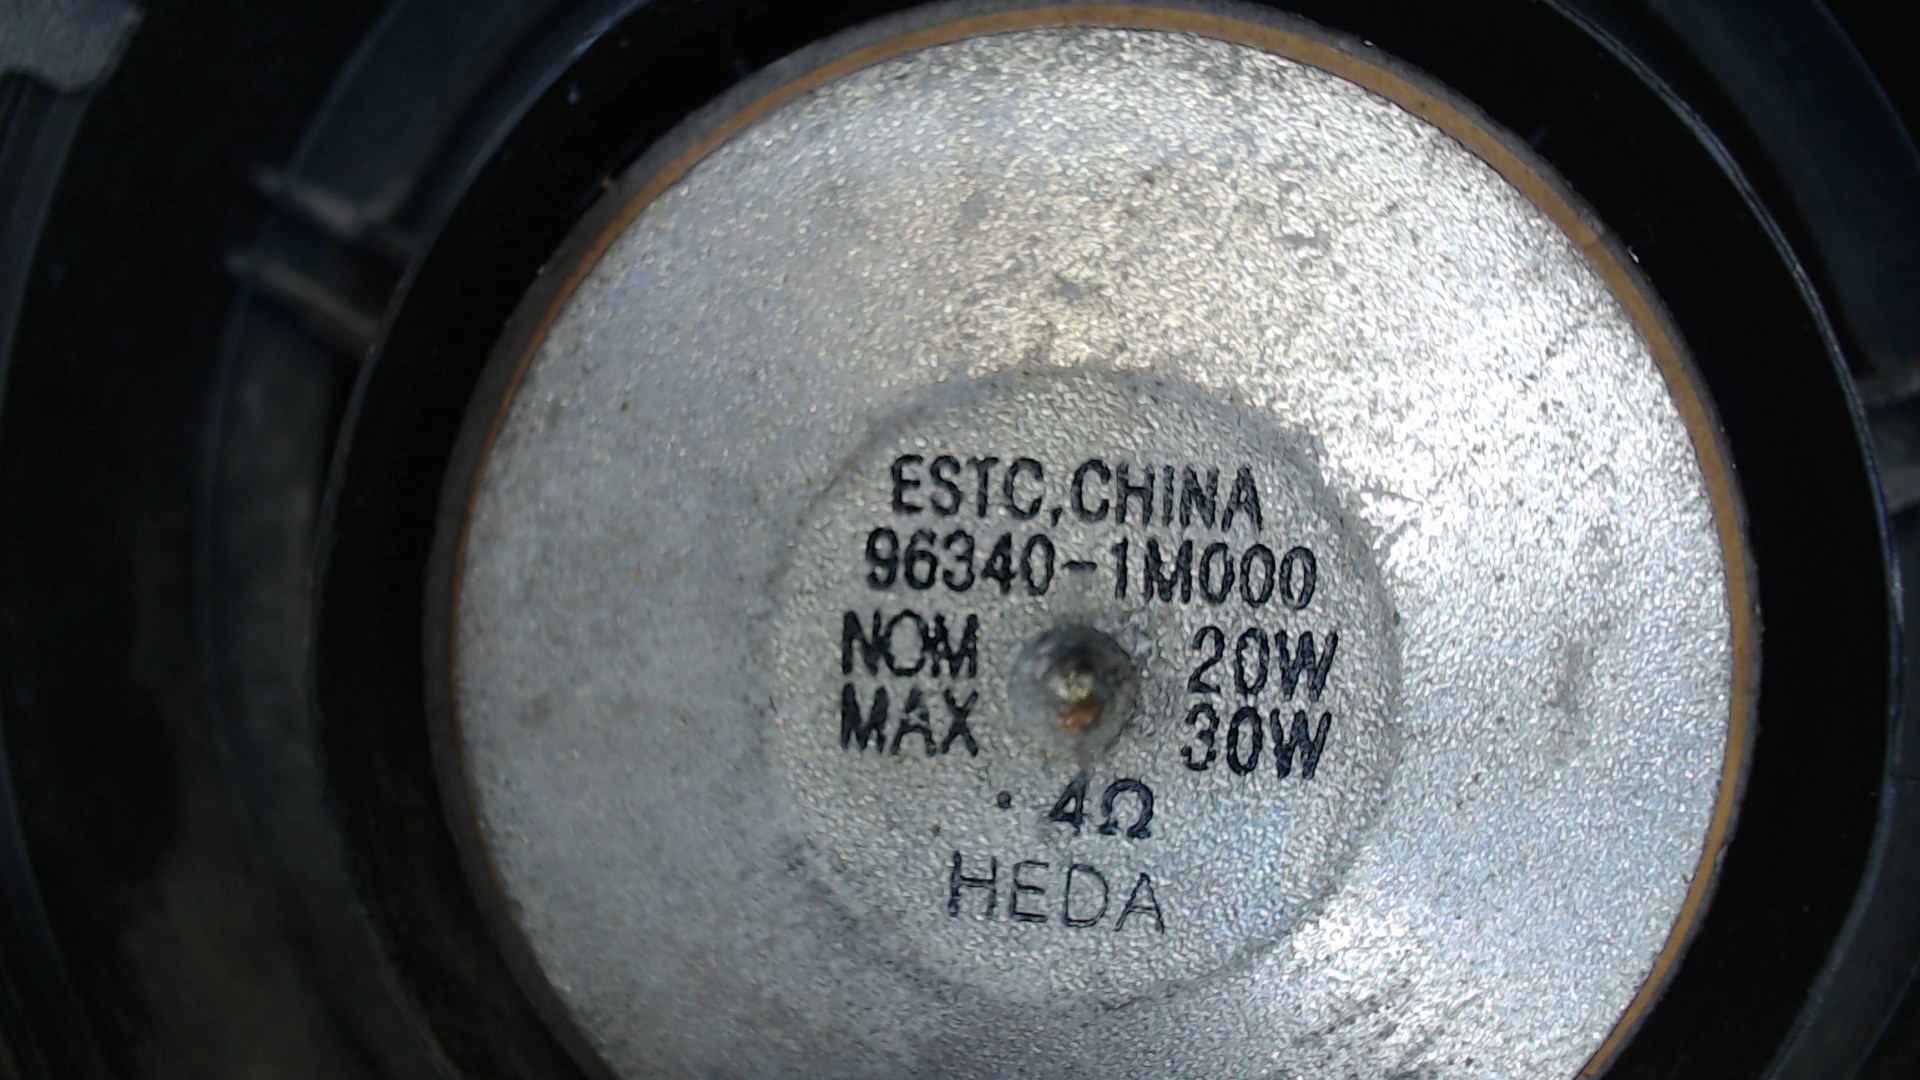 ESTC,CHINA
96340-1M000
NOM 20W
MAX 30W
4Ω
HEDA